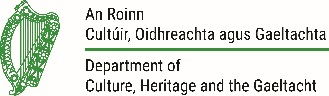 An Roinn
Cultúir, Oidhreachta agus Gaeltachta
Department of
Culture, Heritage and the Gaeltacht